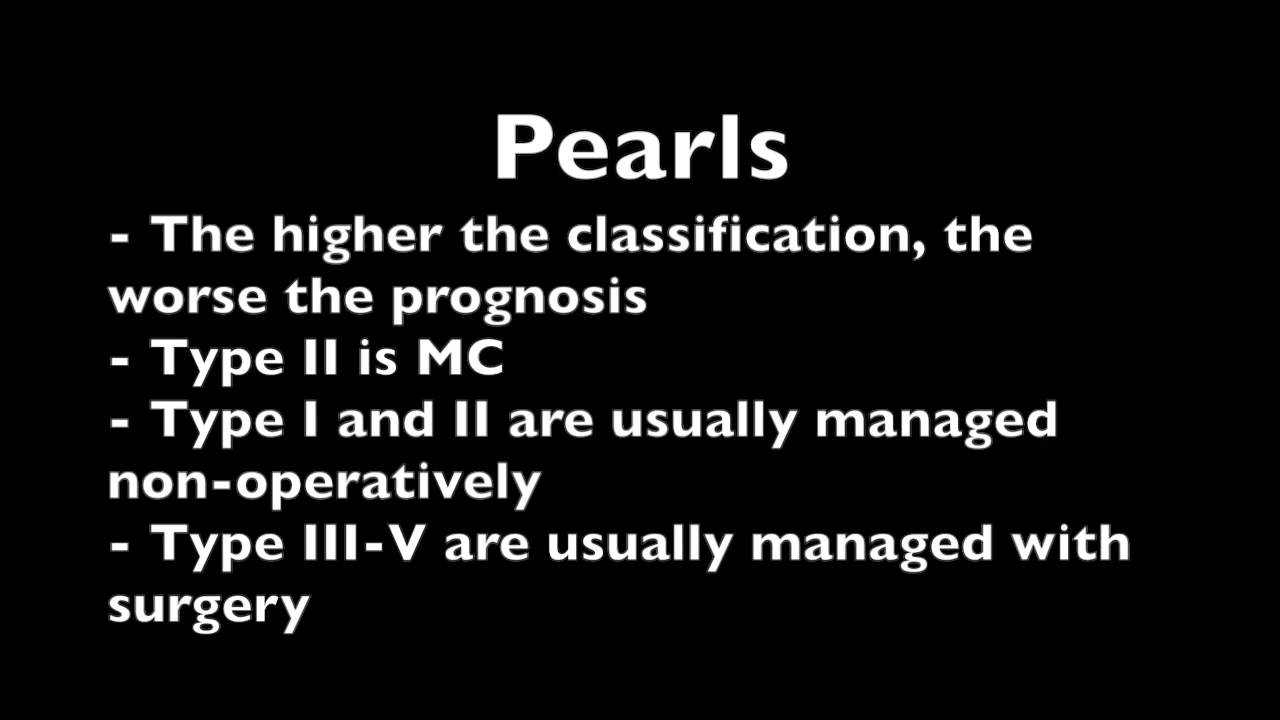 Pearls
- The higher the classification, the
worse the prognosis
- Type II is MC
- Type I and II are usually managed
non-operatively
- Type III-V are usually managed with
surgery